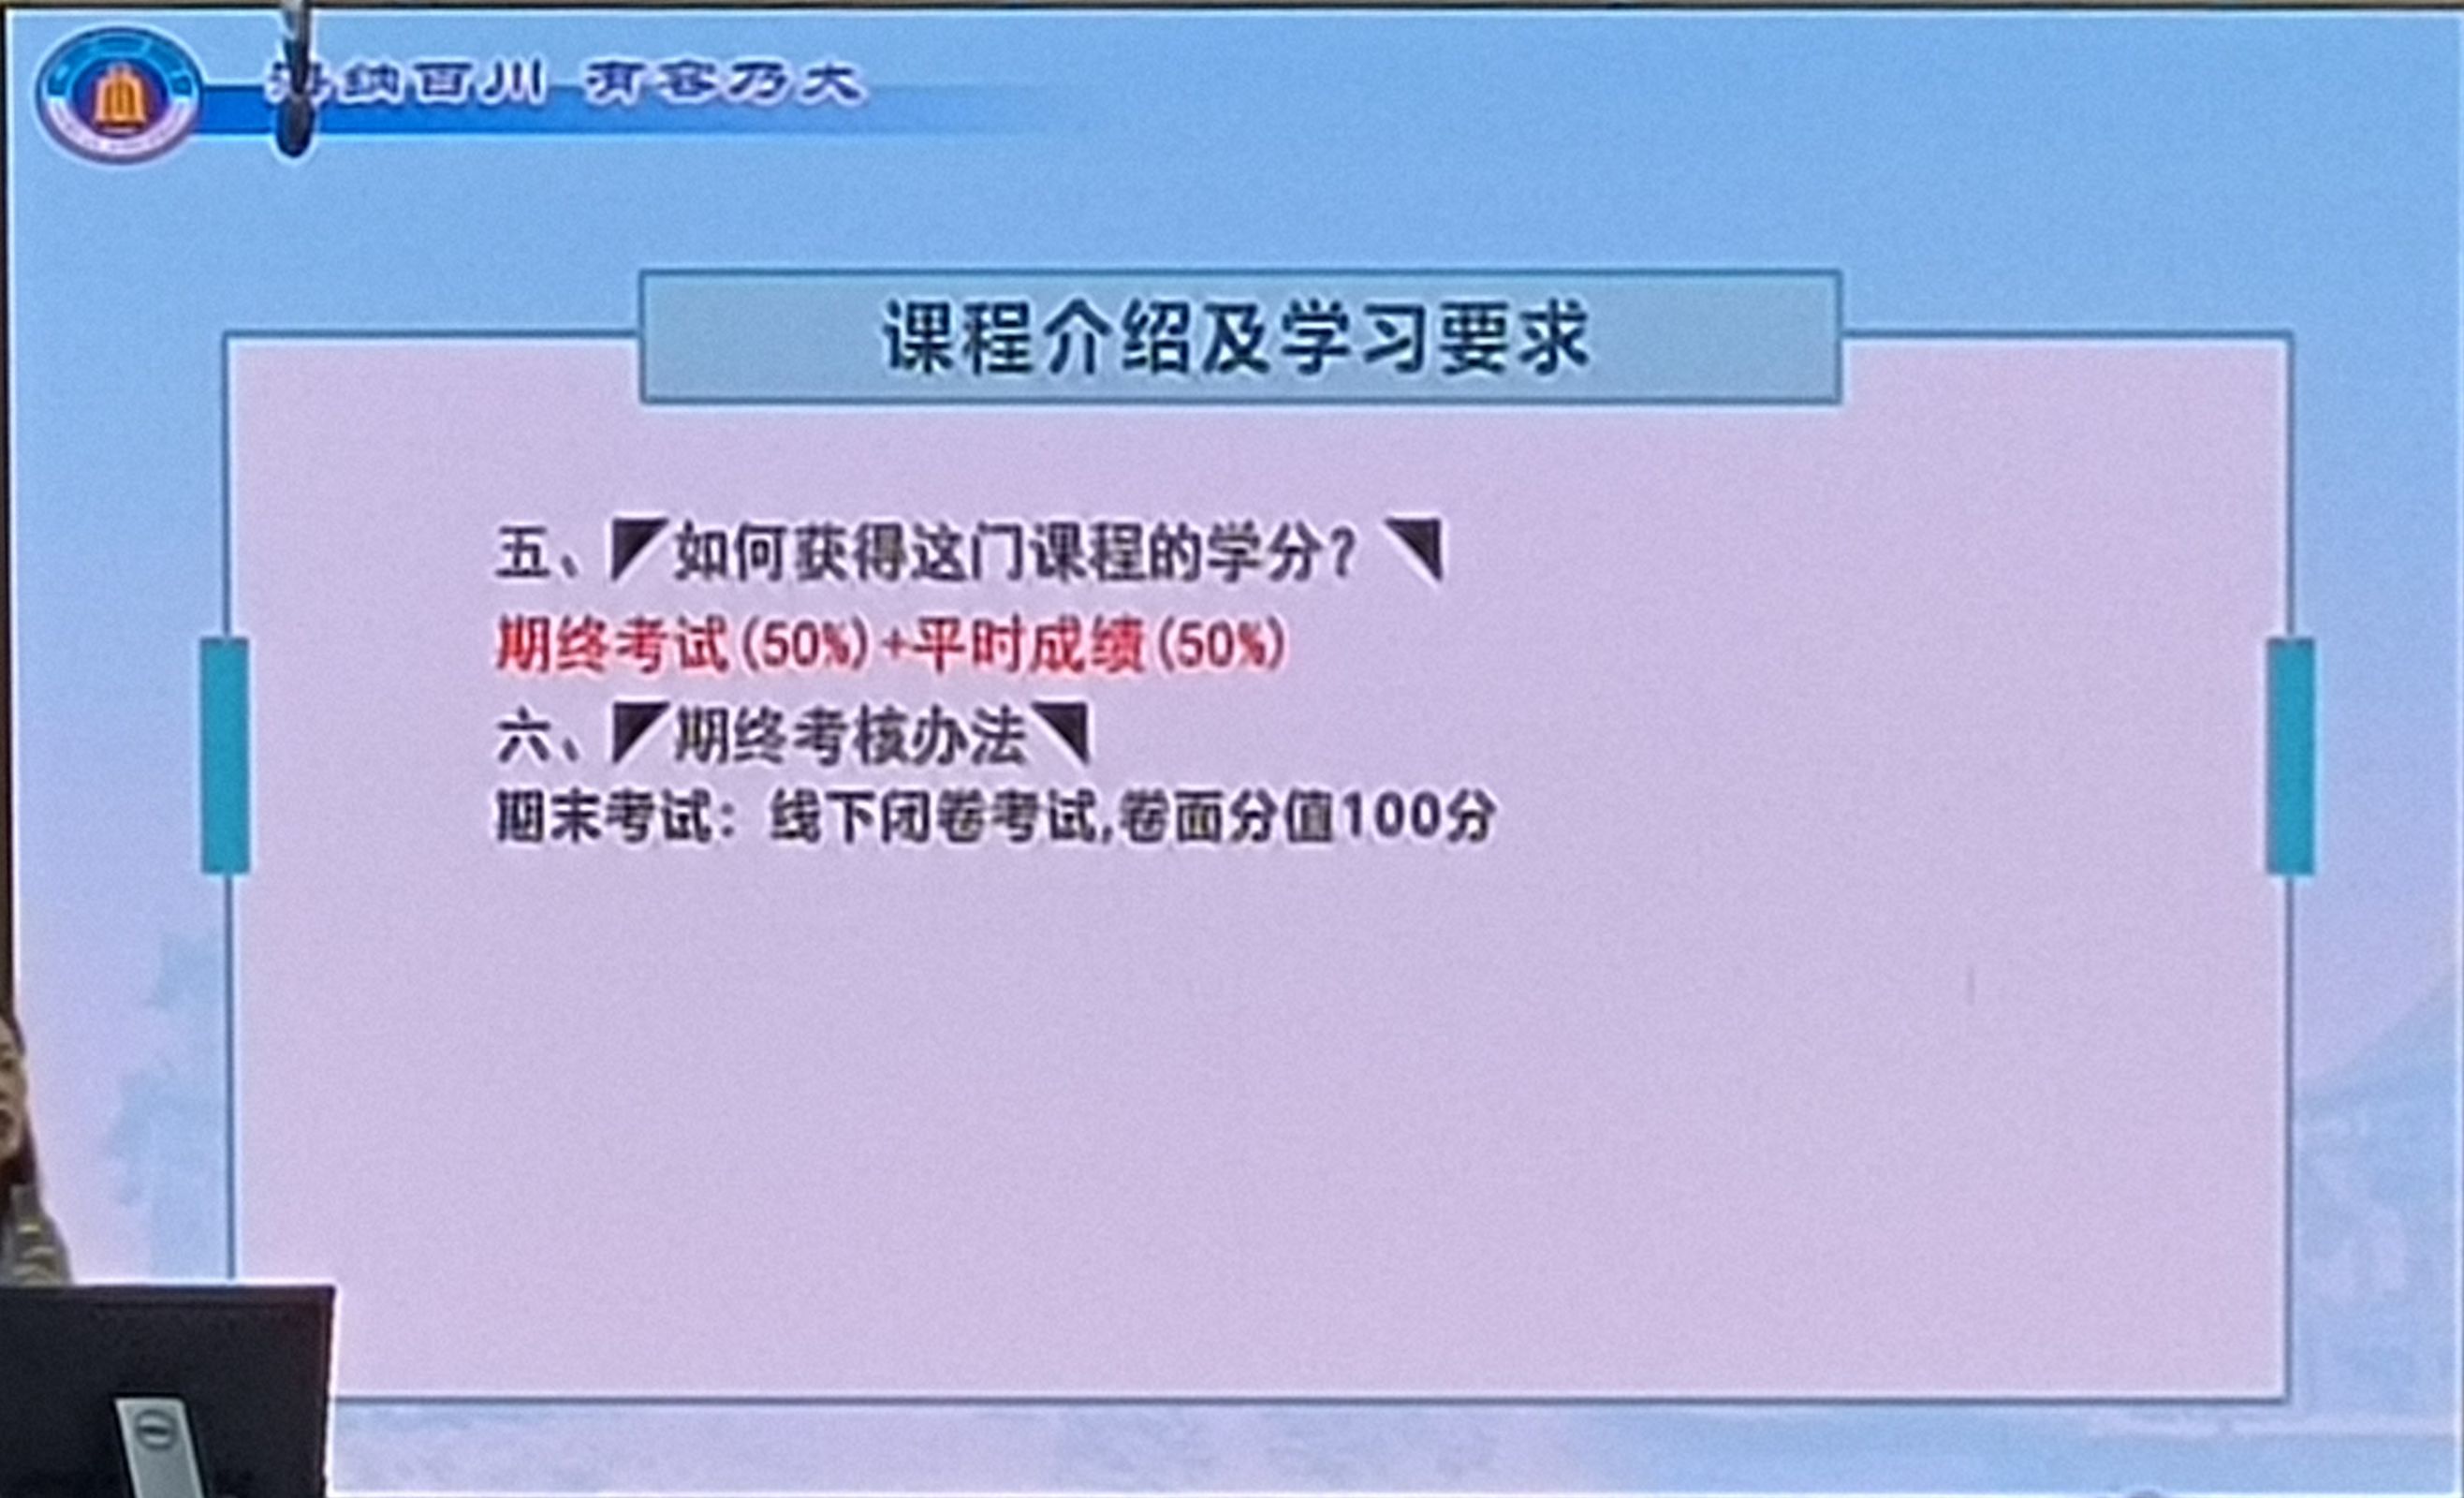 纳百川 有容乃大
课程介绍及学习要求
五、◤如何获得这门课程的学分?◥
期终考试(50%)+平时成绩(50%)
六、◤期终考核办法◥
期末考试：线下闭卷考试,卷面分值100分